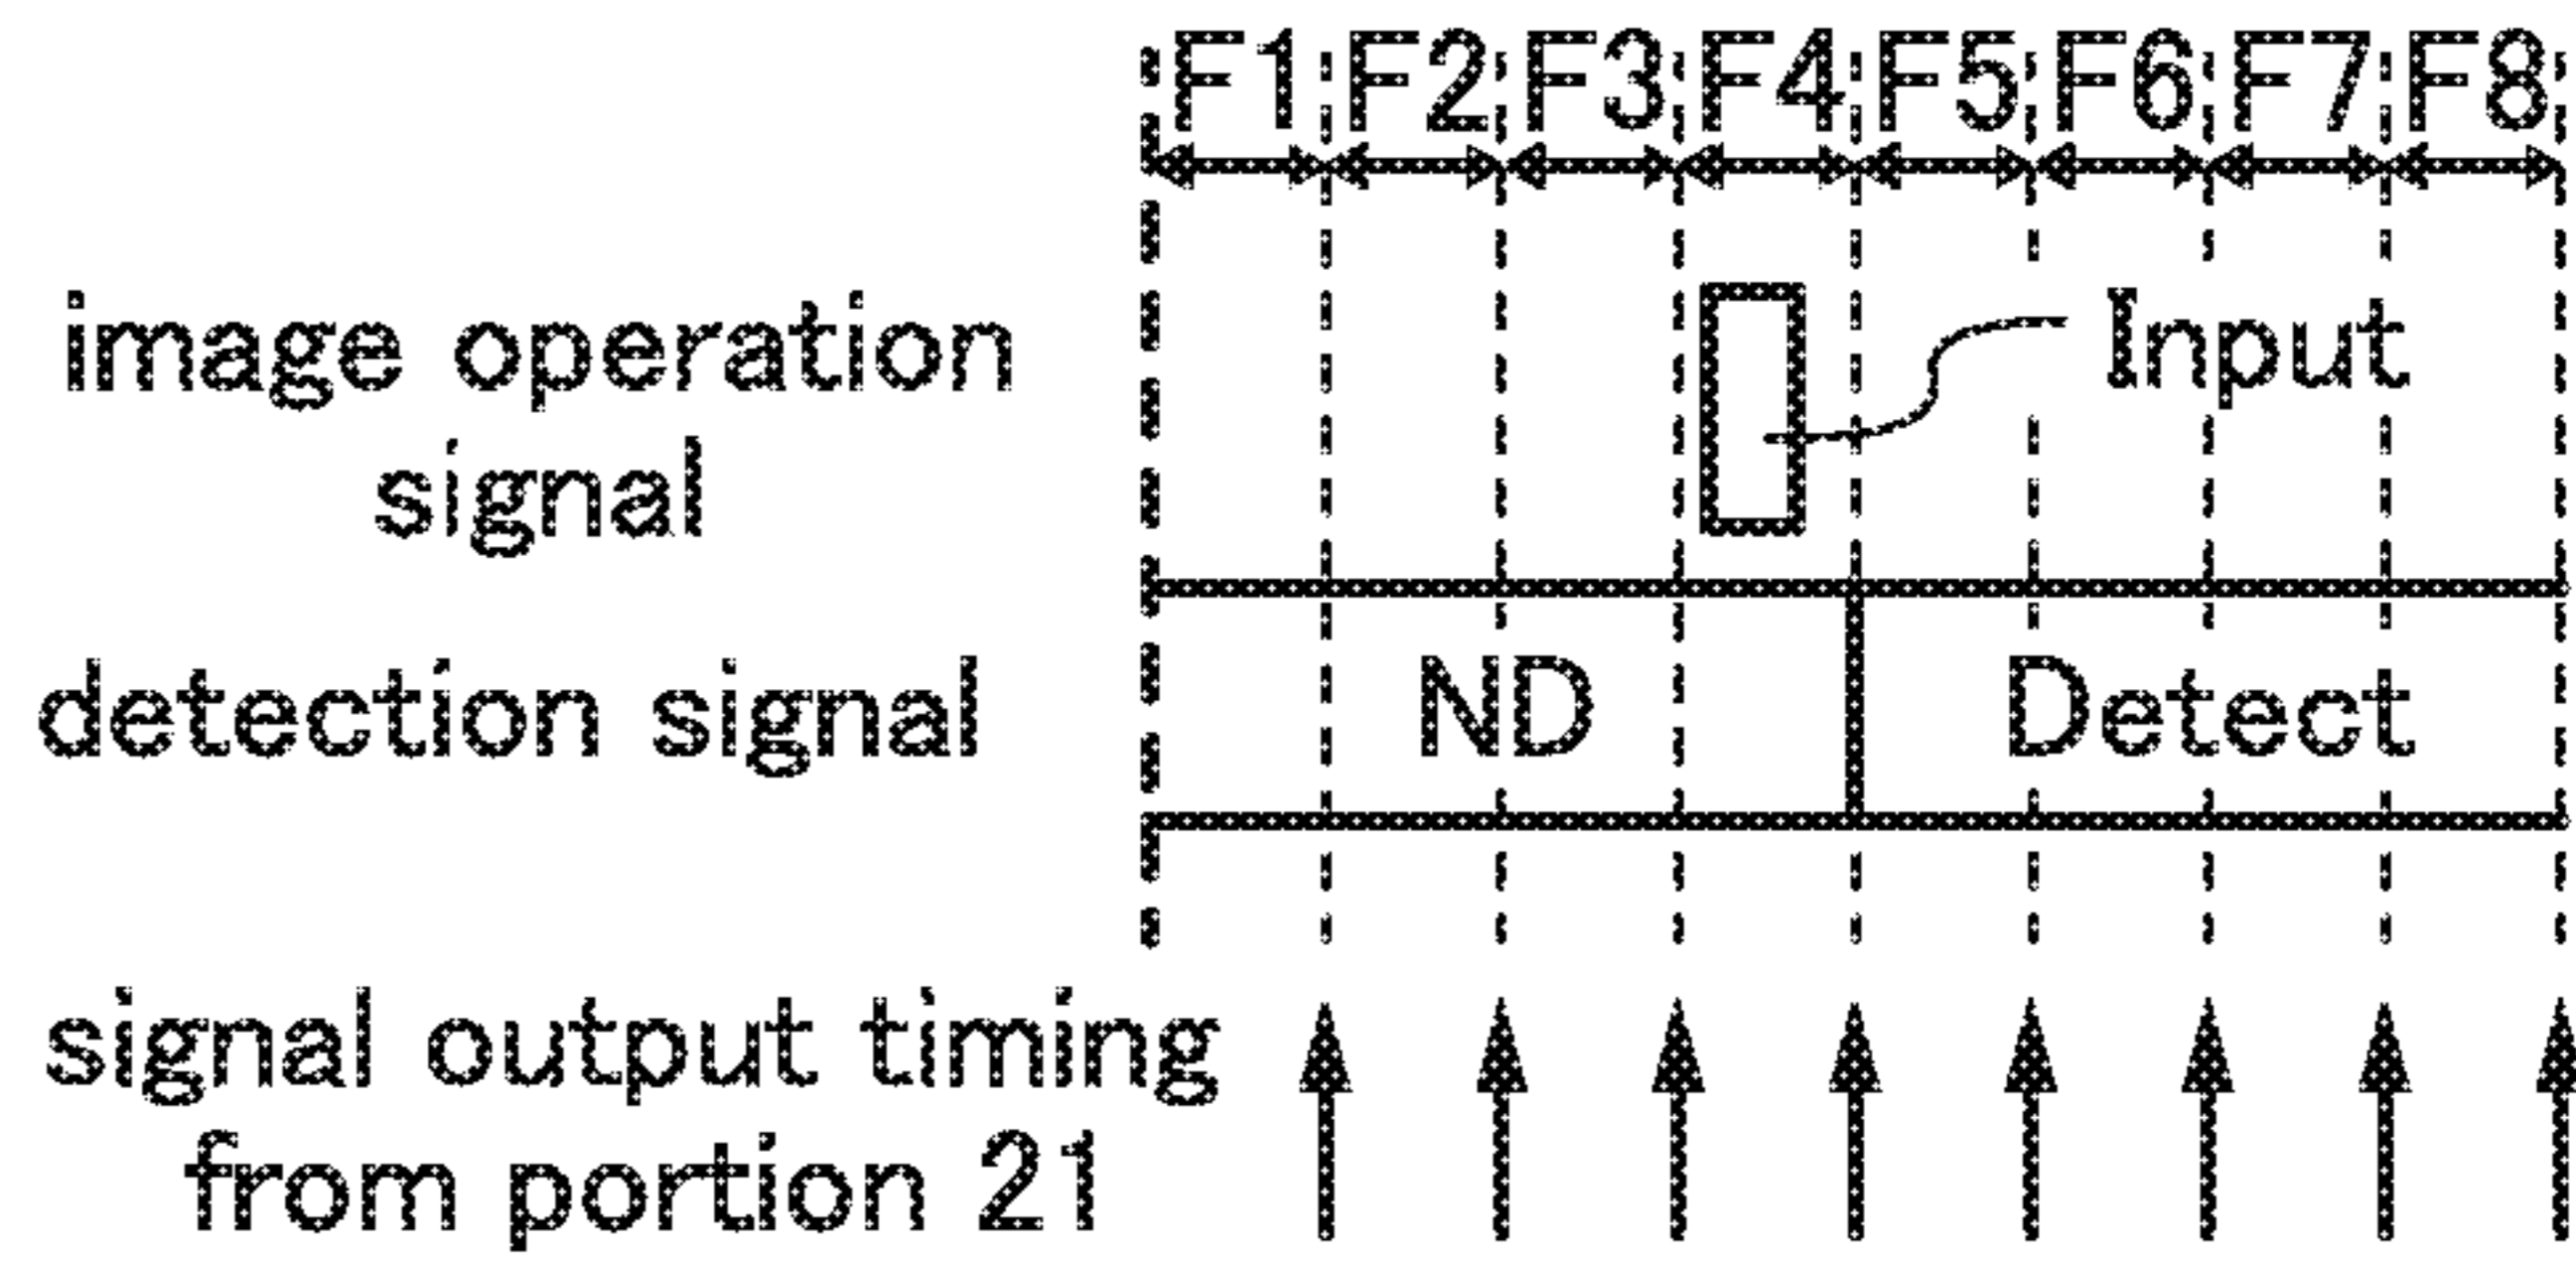 F1 F2 F3 F4 F5 F6 F7 F8
image operation
signal
Input
detection signal
ND
Detect
signal output timing
from portion 21